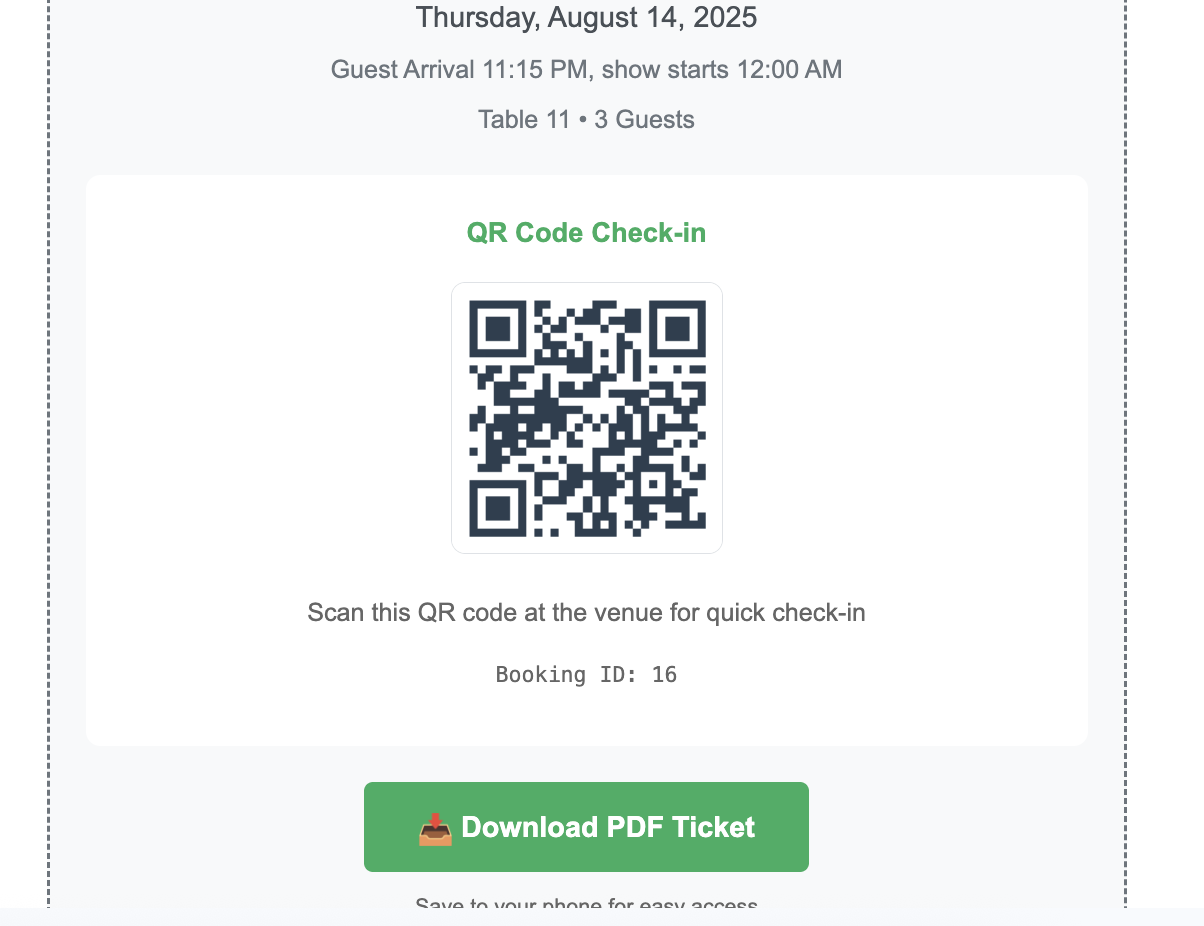 Thursday, August 14, 2025
Guest Arrival 11:15 PM, show starts 12:00 AM
Table 11 • 3 Guests
QR Code Check-in
Scan this QR code at the venue for quick check-in
Booking ID: 16
📥 Download PDF Ticket
Save to your phone for easy access